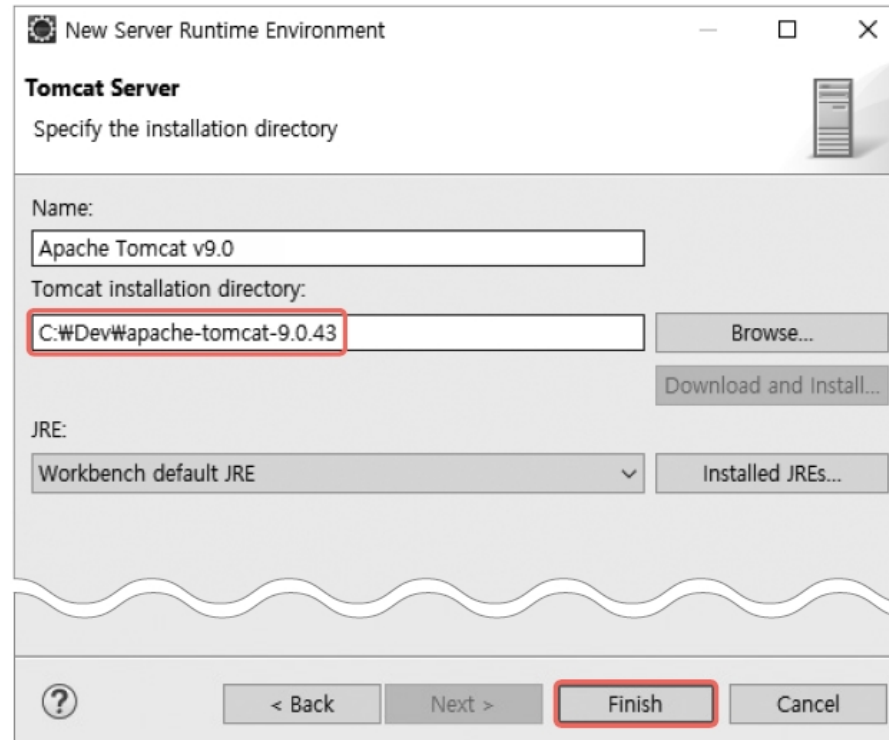 New Server Runtime Environment
Tomcat Server
Specify the installation directory
Name:
Apache Tomcat v9.0
Tomcat installation directory:
C:₩Dev₩apache-tomcat-9.0.43
Browse...
Download and Install...
JRE:
Workbench default JRE
Installed JREs...
?
< Back
Next >
Finish
Cancel